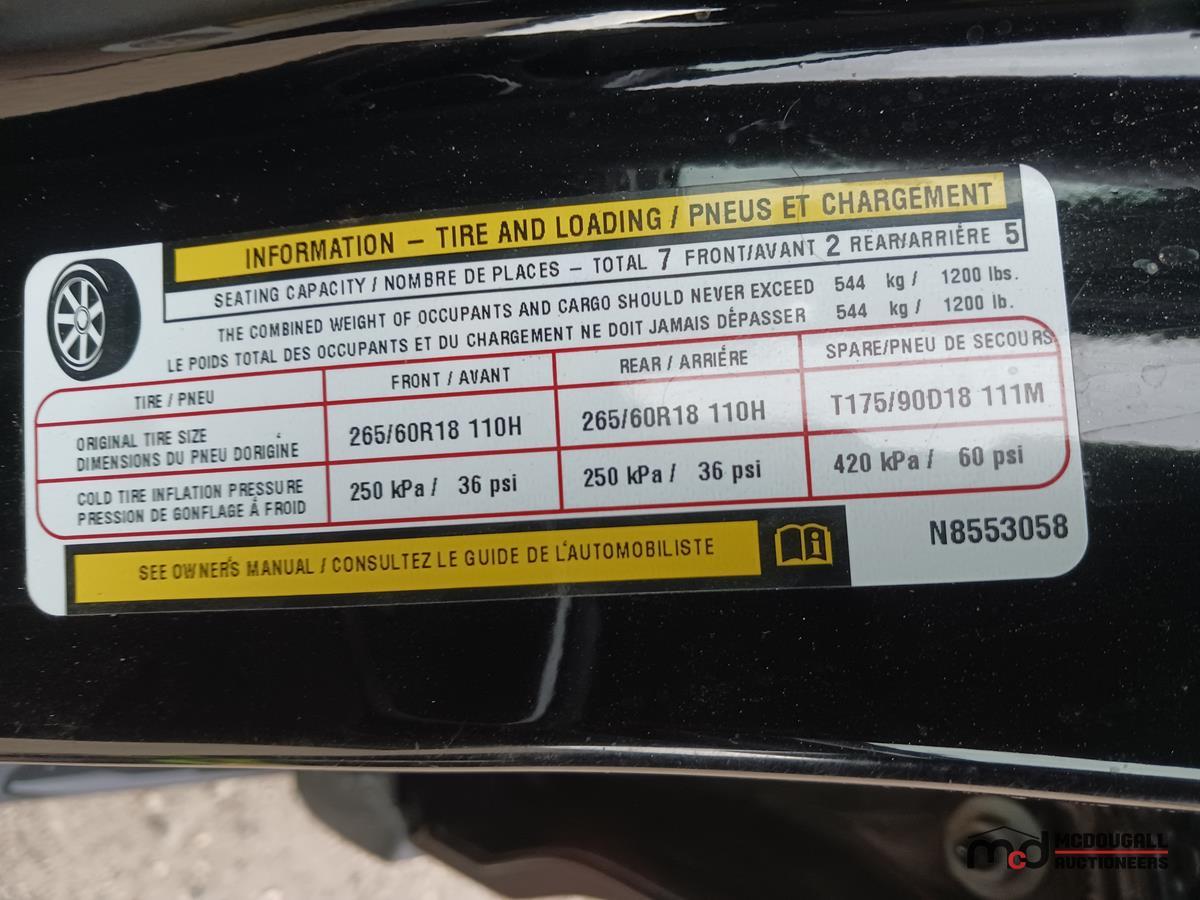 INFORMATION – TIRE AND LOADING / PNEUS ET CHARGEMENT
SEATING CAPACITY / NOMBRE DE PLACES – TOTAL 7 FRONT/AVANT 2 REAR/ARRIÈRE 5
THE COMBINED WEIGHT OF OCCUPANTS AND CARGO SHOULD NEVER EXCEED 544 kg / 1200 lbs.
LE POIDS TOTAL DES OCCUPANTS ET DU CHARGEMENT NE DOIT JAMAIS DÉPASSER 544 kg / 1200 lb.
TIRE / PNEU FRONT / AVANT REAR / ARRIÉRE SPARE/PNEU DE SECOURS
ORIGINAL TIRE SIZE
DIMENSIONS DU PNEU D'ORIGINE 265/60R18 110H 265/60R18 110H T175/90D18 111M
COLD TIRE INFLATION PRESSURE
PRESSION DE GONFLAGE À FROID 250 kPa / 36 psi 250 kPa / 36 psi 420 kPa / 60 psi
N8553058
SEE OWNER'S MANUAL / CONSULTEZ LE GUIDE DE L'AUTOMOBILISTE
mcd MCDOUGALL
AUCTIONEERS